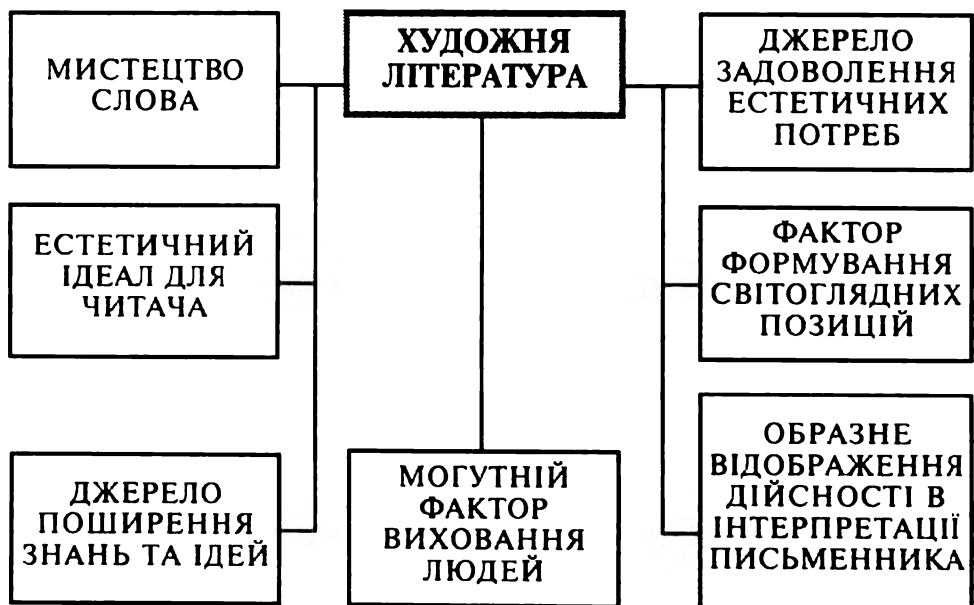 ХУДОЖНЯ
ЛІТЕРАТУРА
МИСТЕЦТВО
СЛОВА
ЕСТЕТИЧНИЙ
ІДЕАЛ ДЛЯ
ЧИТАЧА
ДЖЕРЕЛО
ПОШИРЕННЯ
ЗНАНЬ ТА ІДЕЙ
МОГУТНІЙ
ФАКТОР
ВИХОВАННЯ
ЛЮДЕЙ
ДЖЕРЕЛО
ЗАДОВОЛЕННЯ
ЕСТЕТИЧНИХ
ПОТРЕБ
ФАКТОР
ФОРМУВАННЯ
СВІТОГЛЯДНИХ
ПОЗИЦІЙ
ОБРАЗНЕ
ВІДОБРАЖЕННЯ
ДІЙСНОСТІ В
ІНТЕРПРЕТАЦІЇ
ПИСЬМЕННИКА